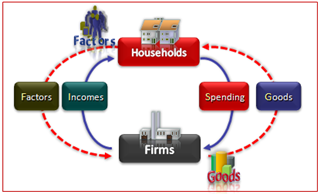 Factors
Households
Factors
Incomes
Spending
Goods
Firms
Goods